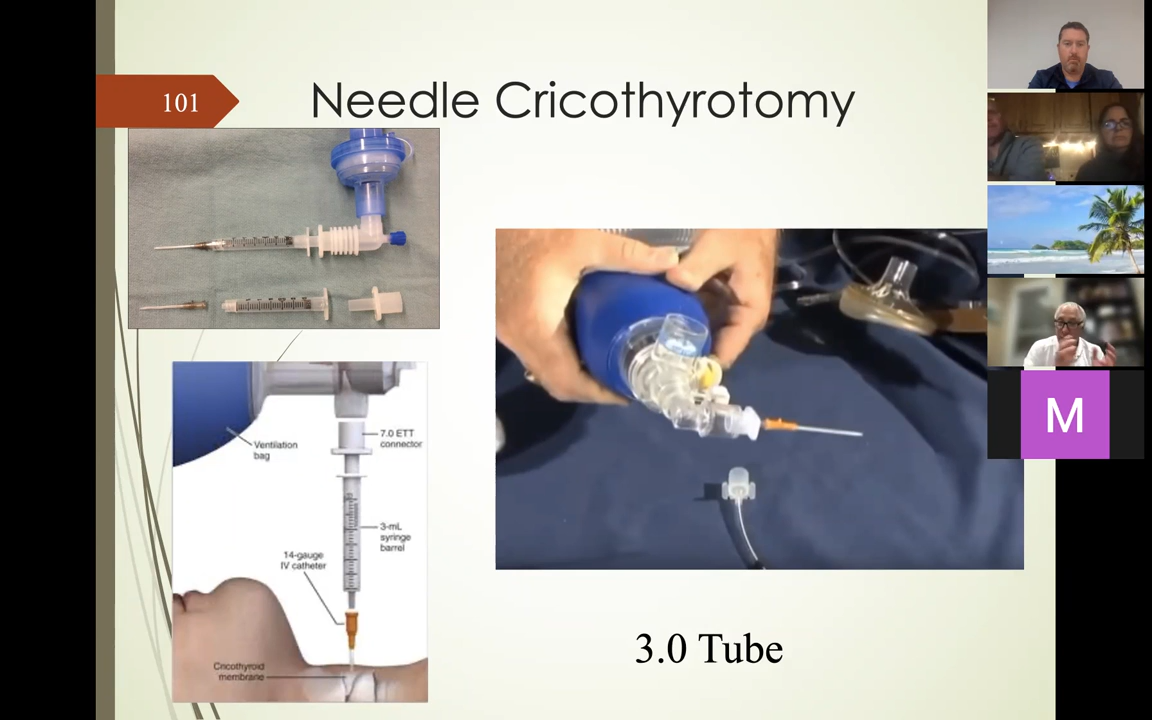 101
Needle Cricothyrotomy
Ventilation
bag
7.0 ETT
connector
3-mL
syringe
barrel
14-gauge
IV catheter
Cricothyroid
membrane
3.0 Tube
M